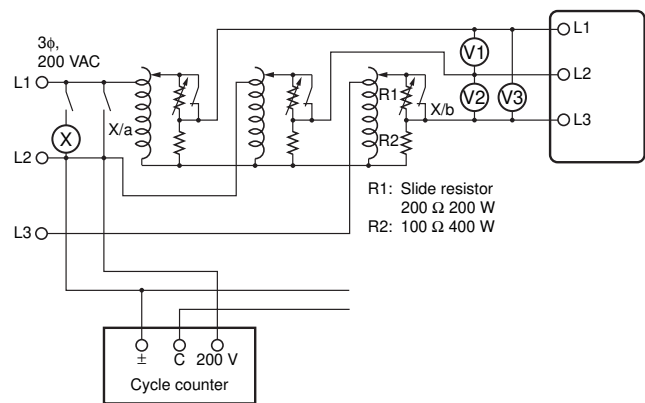 3ϕ,
200 VAC
L1
X/a
X
L2
L3
R1
X/b
R2
V1
V2
V3
L1
L2
L3
R1: Slide resistor
200 Ω 200 W
R2: 100 Ω 400 W
± C 200 V
Cycle counter